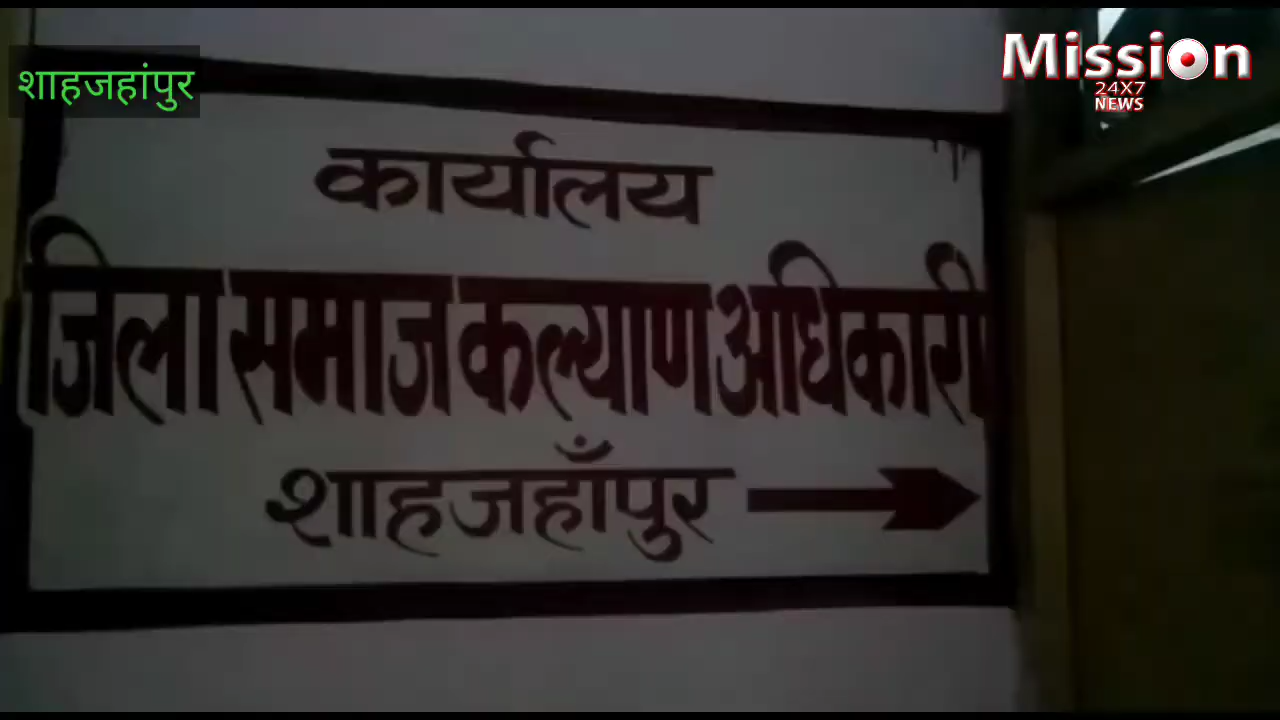 शाहजहांपुर
Mission
24X7
NEWS
कार्यालय
जिला समाज कल्याण अधिकारी
शाहजहाँपुर